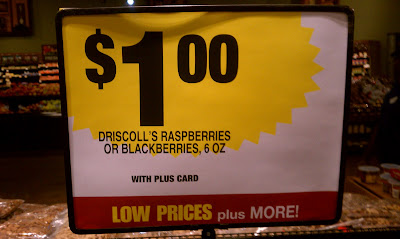 $1.00
DRISCOLL'S RASPBERRIES
OR BLACKBERRIES, 6 OZ
WITH PLUS CARD
LOW PRICES plus MORE!